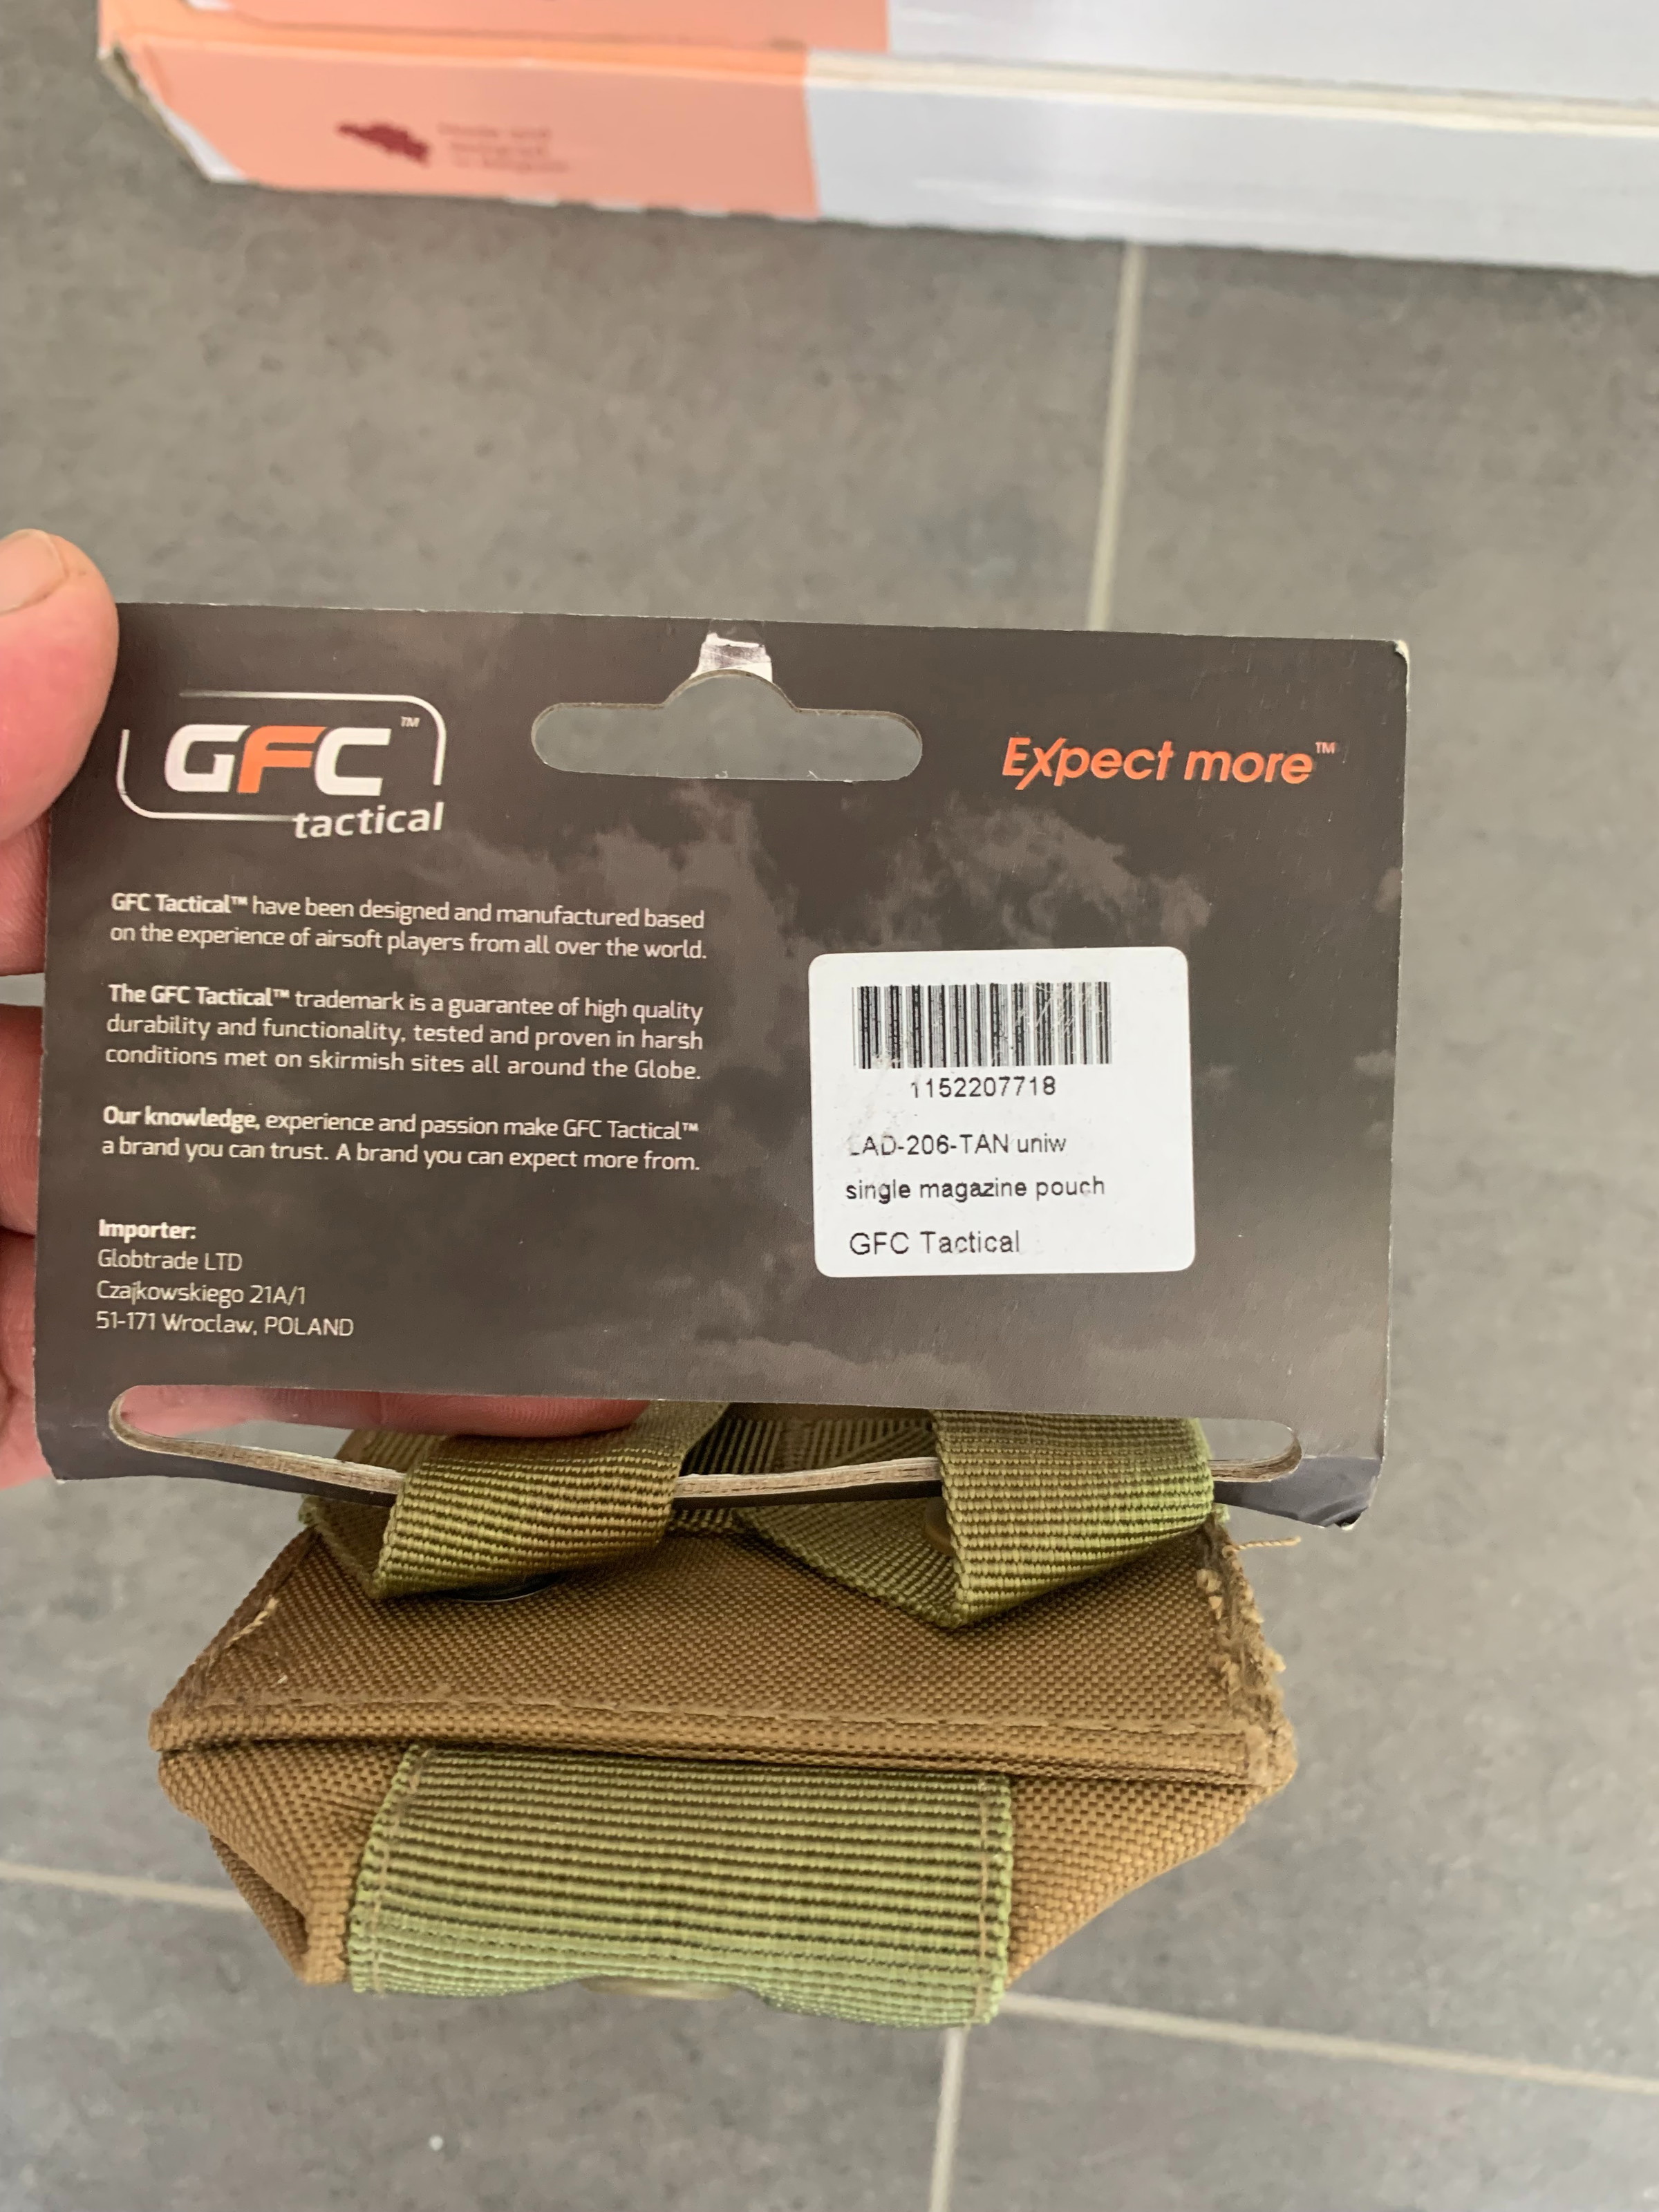 GFC™
tactical
Expect more™
GFC Tactical™ have been designed and manufactured based
on the experience of airsoft players from all over the world.
The GFC Tactical™ trademark is a guarantee of high quality
durability and functionality, tested and proven in harsh
conditions met on skirmish sites all around the Globe.
Our knowledge, experience and passion make GFC Tactical™
a brand you can trust. A brand you can expect more from.
Importer:
Globtrade LTD
Czajkowskiego 21A/1
51-171 Wroclaw, POLAND
1152207718
LAD-206-TAN uniw
single magazine pouch
GFC Tactical